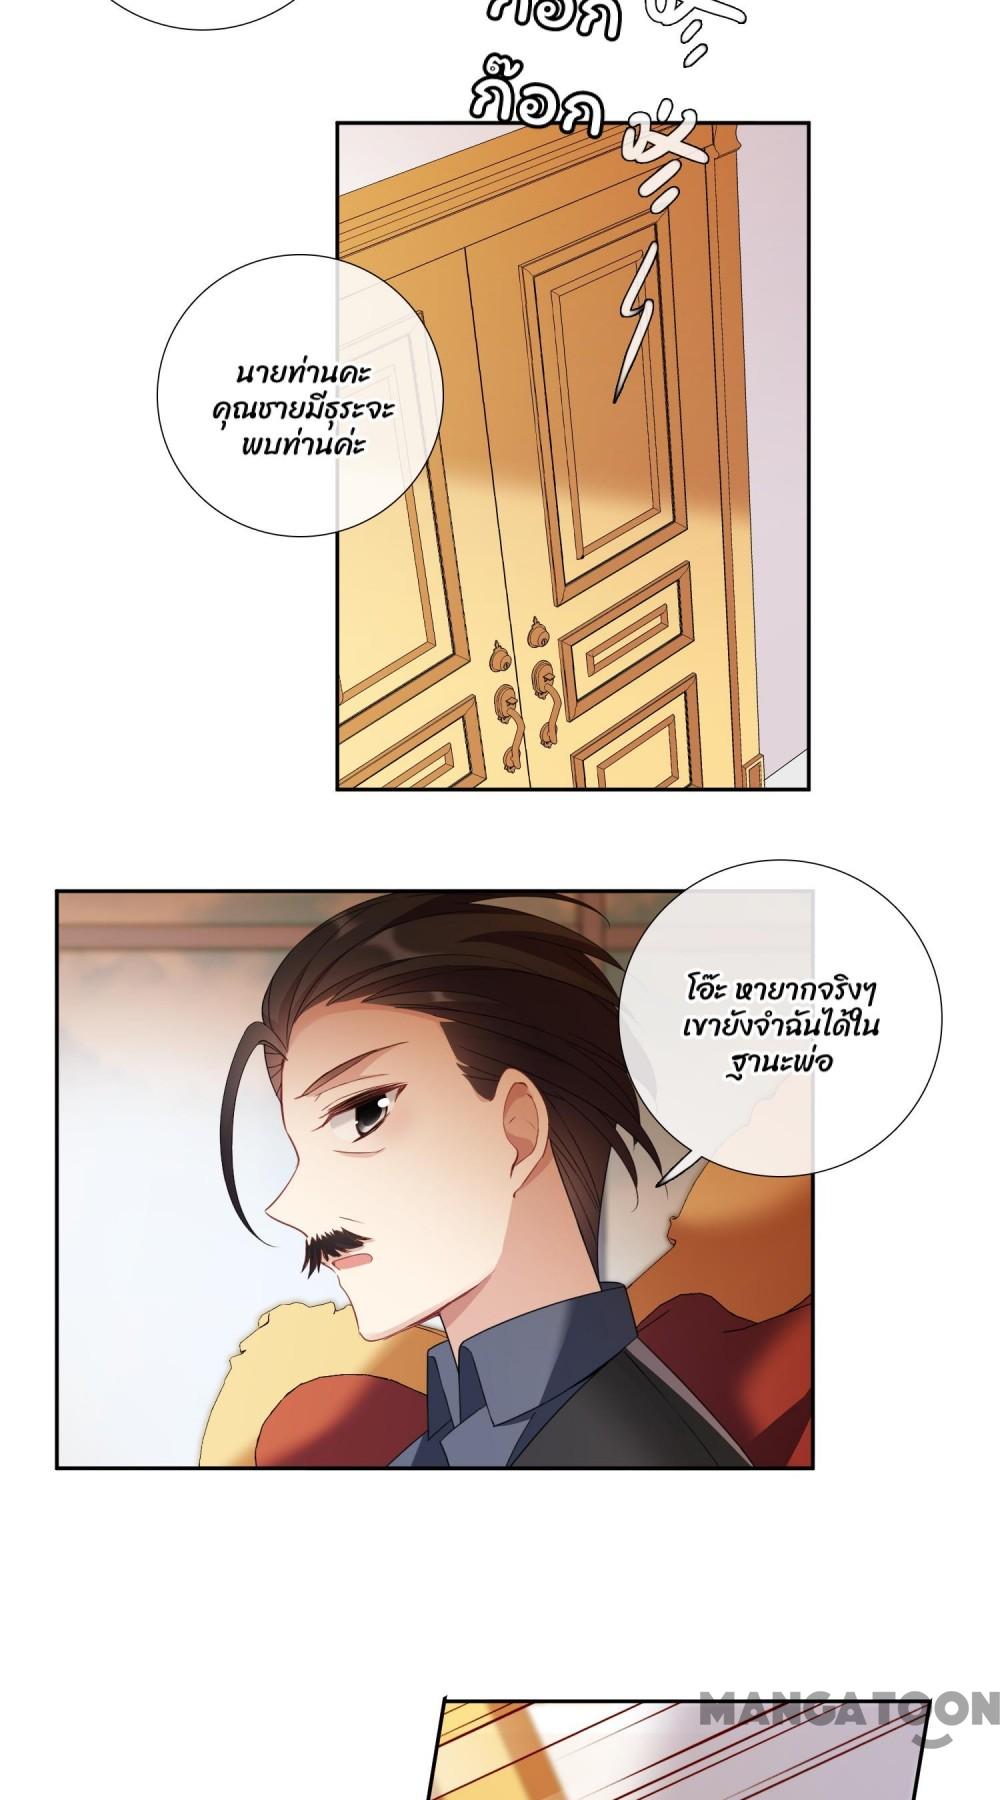 ก๊อก
ก๊อก
นายท่านคะ
คุณชายมีธุระจะ
พบท่านค่ะ
โอ๊ะ หายากจริงๆ
เขายังจำฉันได้ใน
ฐานะพ่อ
MANGATOON